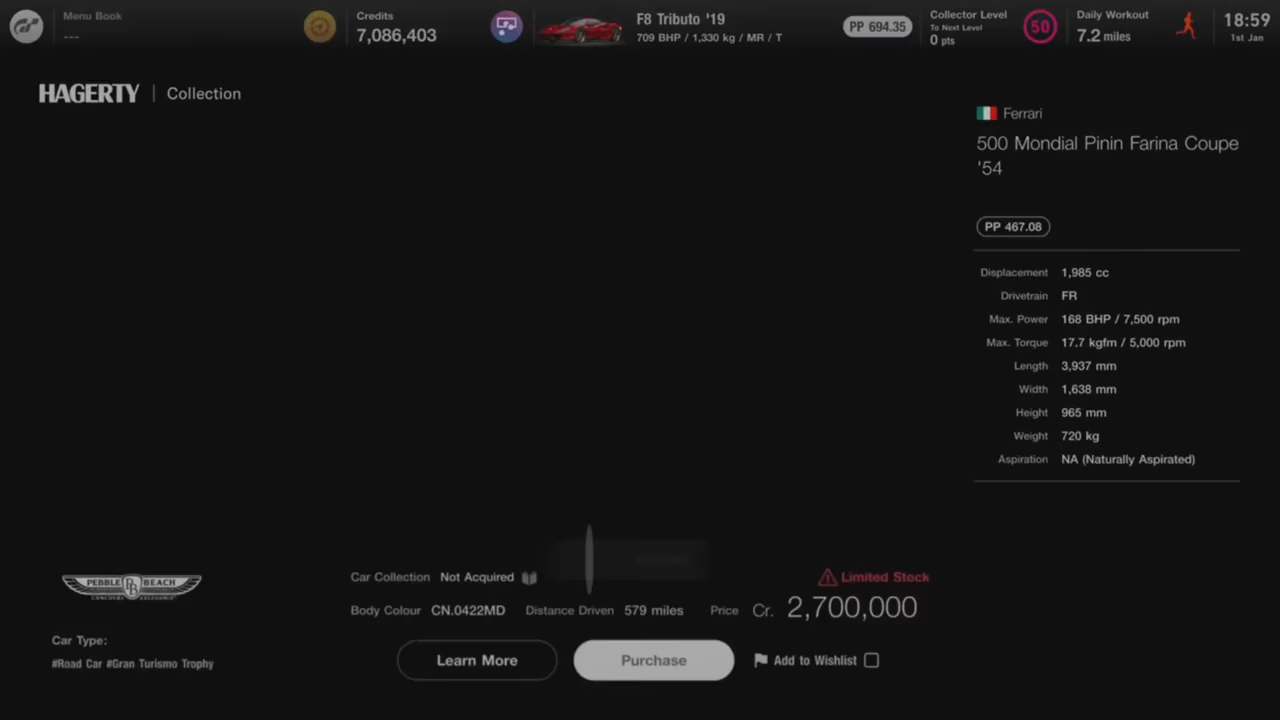 Menu Book
---
Credits
7,086,403
F8 Tributo '19
709 BHP / 1,330 kg / MR / T
PP 694.35
Collector Level
To Next Level
0 pts
50
Daily Workout
7.2 miles
18:59
1st Jan
HAGERTY | Collection
Ferrari
500 Mondial Pinin Farina Coupe
'54
PP 467.08
Displacement 1,985 cc
Drivetrain FR
Max. Power 168 BHP / 7,500 rpm
Max. Torque 17.7 kgfm / 5,000 rpm
Length 3,937 mm
Width 1,638 mm
Height 965 mm
Weight 720 kg
Aspiration NA (Naturally Aspirated)
PEBBLE BEACH
CONCOURS D'ELEGANCE
Car Type:
#Road Car #Gran Turismo Trophy
Car Collection Not Acquired
Limited Stock
Body Colour CN.0422MD Distance Driven 579 miles Price Cr. 2,700,000
Learn More
Purchase
Add to Wishlist